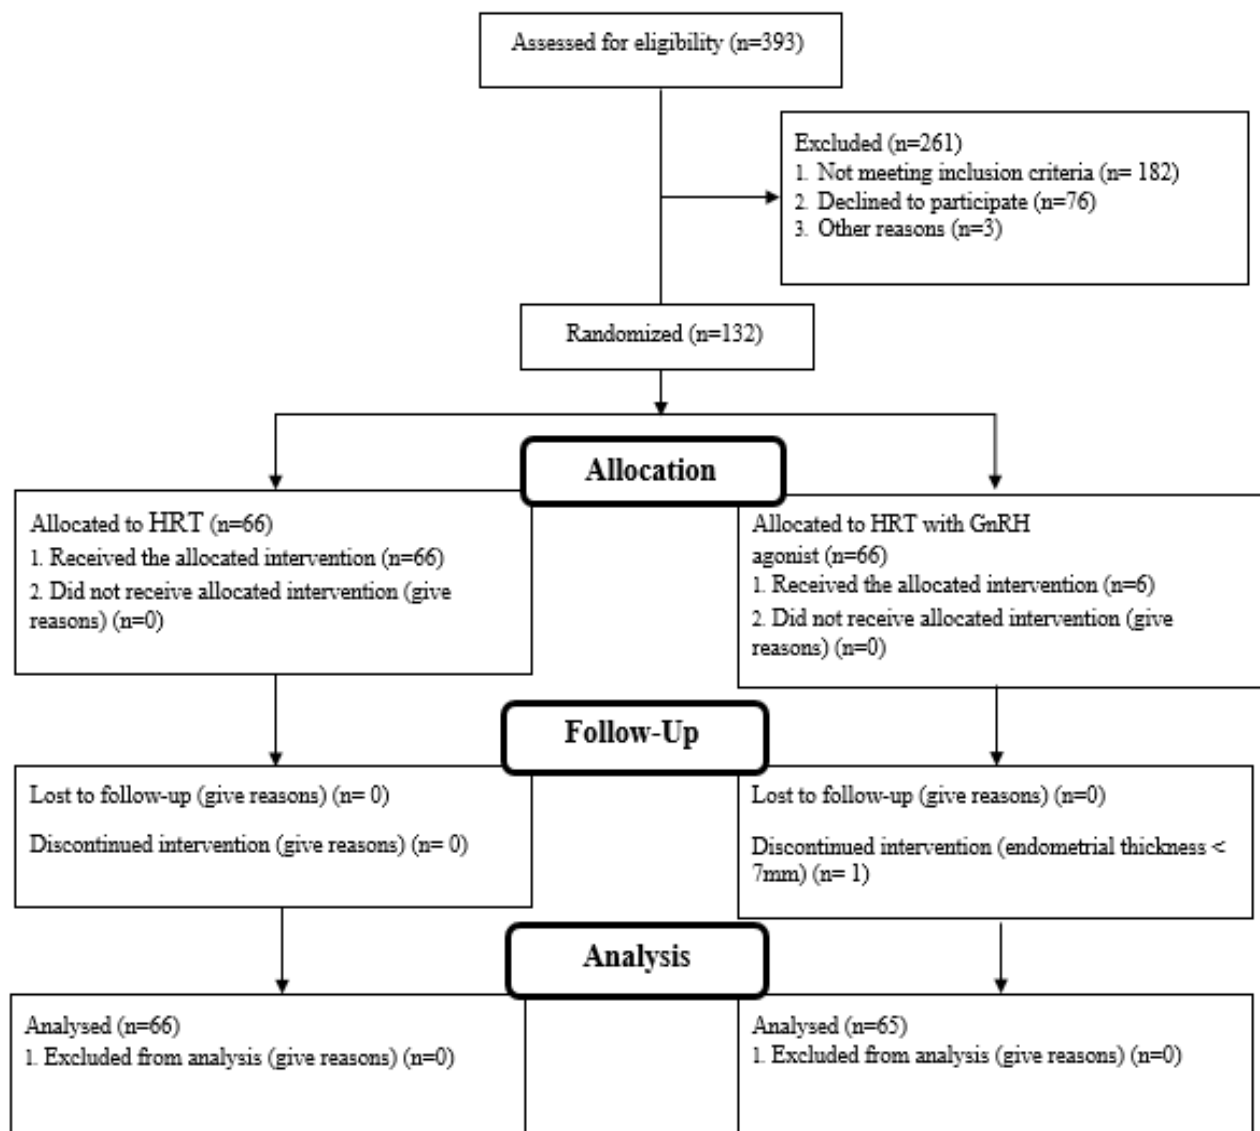 Assessed for eligibility (n=393)
Excluded (n=261)
1. Not meeting inclusion criteria (n= 182)
2. Declined to participate (n=76)
3. Other reasons (n=3)
Randomized (n=132)
Allocation
Allocated to HRT (n=66)
1. Received the allocated intervention (n=66)
2. Did not receive allocated intervention (give
reasons) (n=0)
Allocated to HRT with GnRH
agonist (n=66)
1. Received the allocated intervention (n=6)
2. Did not receive allocated intervention (give
reasons) (n=0)
Follow-Up
Lost to follow-up (give reasons) (n= 0)
Discontinued intervention (give reasons) (n= 0)
Lost to follow-up (give reasons) (n=0)
Discontinued intervention (endometrial thickness <
7mm) (n= 1)
Analysis
Analysed (n=66)
1. Excluded from analysis (give reasons) (n=0)
Analysed (n=65)
1. Excluded from analysis (give reasons) (n=0)